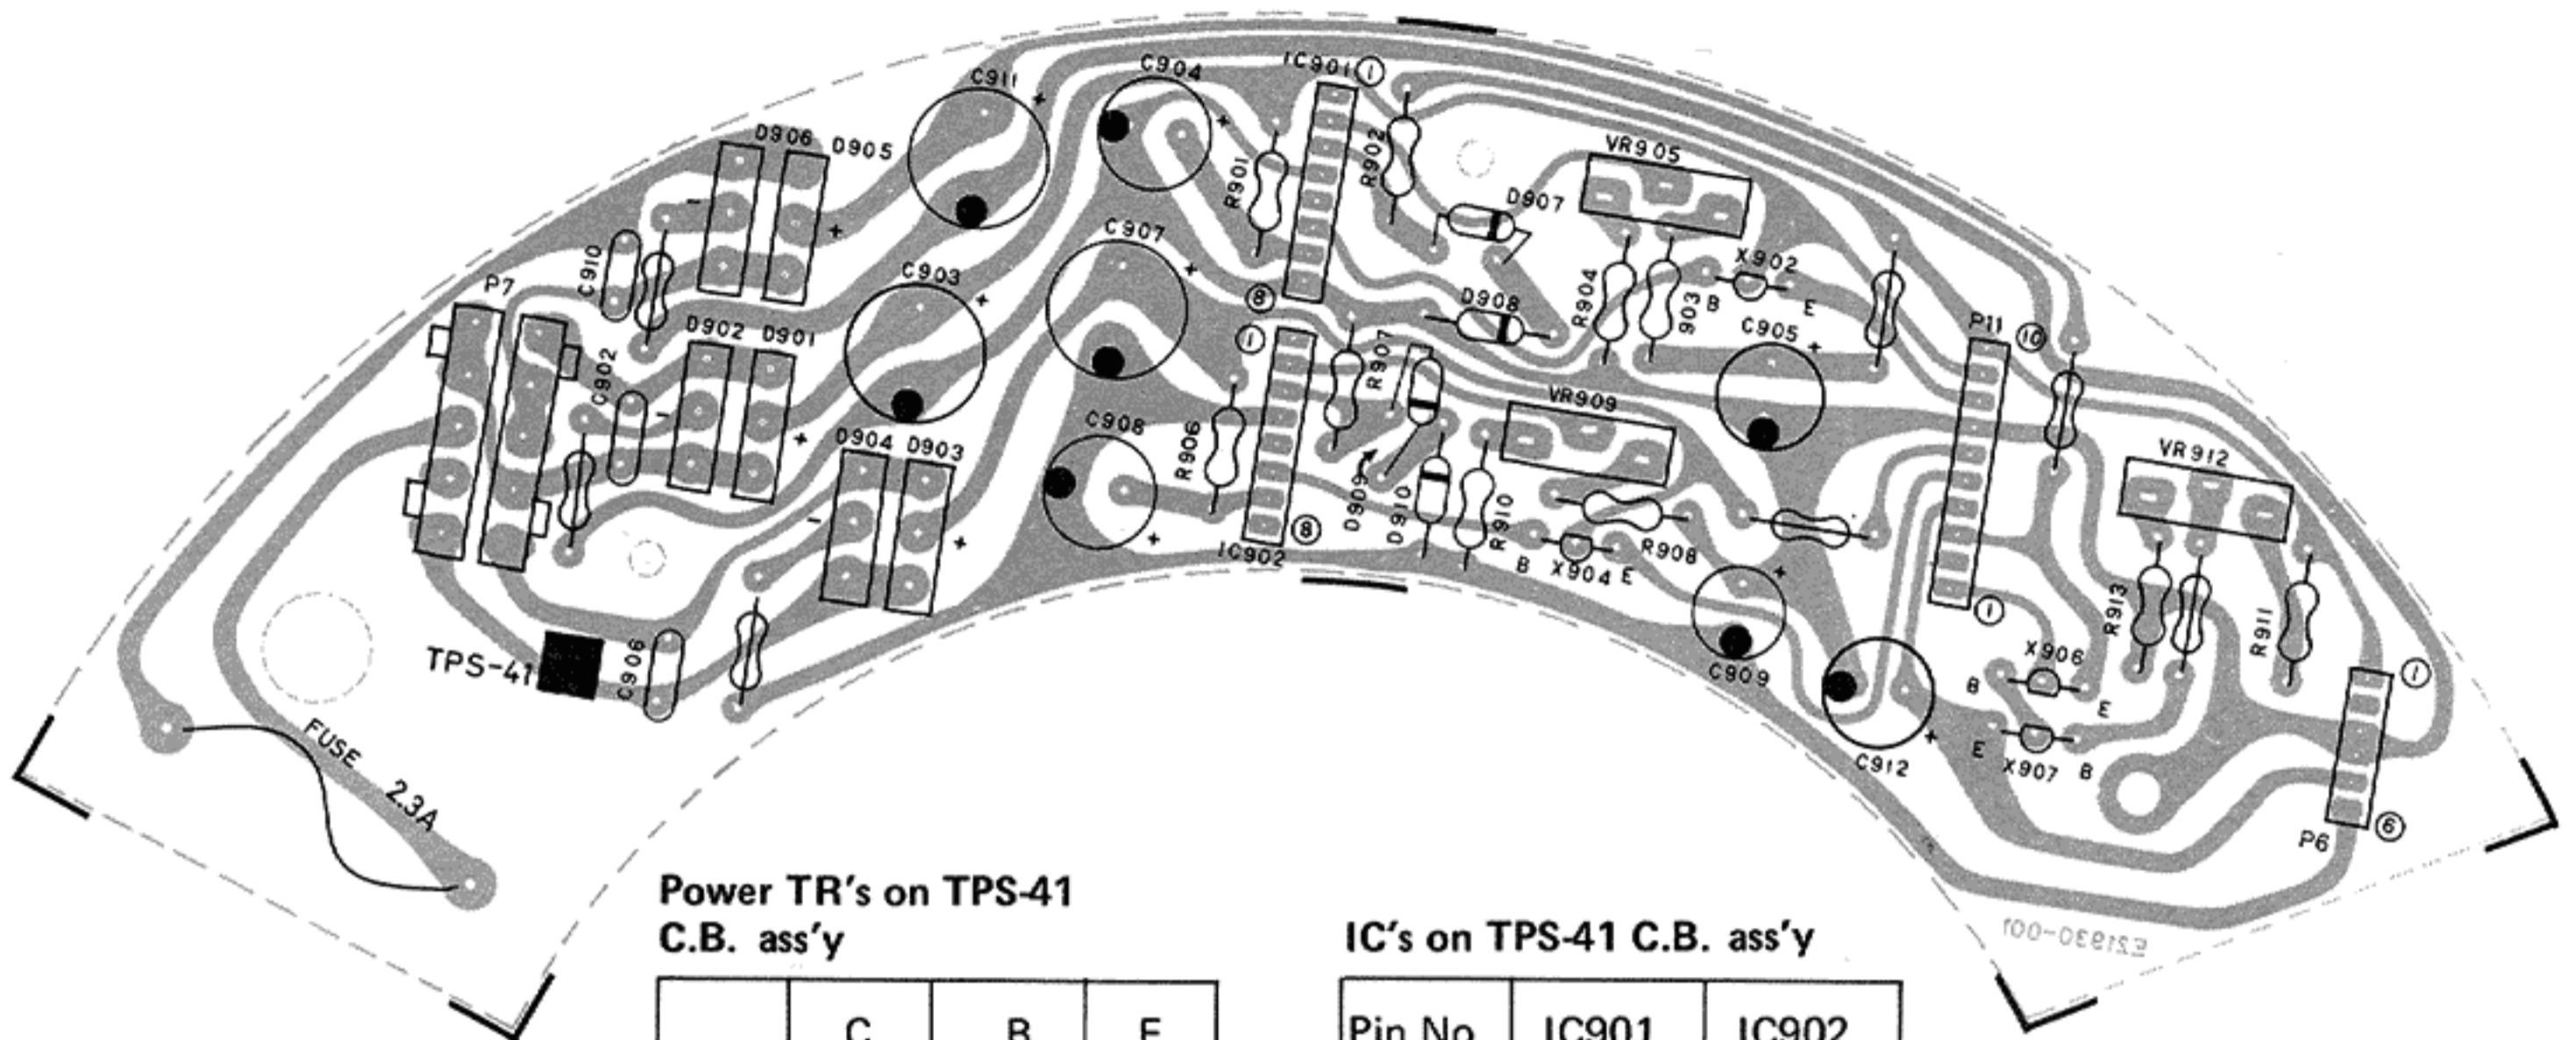 C911
C904
IC901
1
D906
D905
R902
VR905
R901
D907
C907
+
C910
X902
C903
P7
8
D908
R904
903
B
E
C905
+
D902
D901
1
R907
P11
10
C902
VR909
D904
D903
C908
R906
VR912
D909
D910
R910
8
IC902
R908
B
X904
E
R913
R911
1
TPS-41
C906
C909
X906
B
E
1
FUSE
2.3A
C912
E
X907
B
P6
6
E21930-001
Power TR's on TPS-41
C.B. ass'y
IC's on TPS-41 C.B. ass'y
C B E
Pin No IC901 IC902